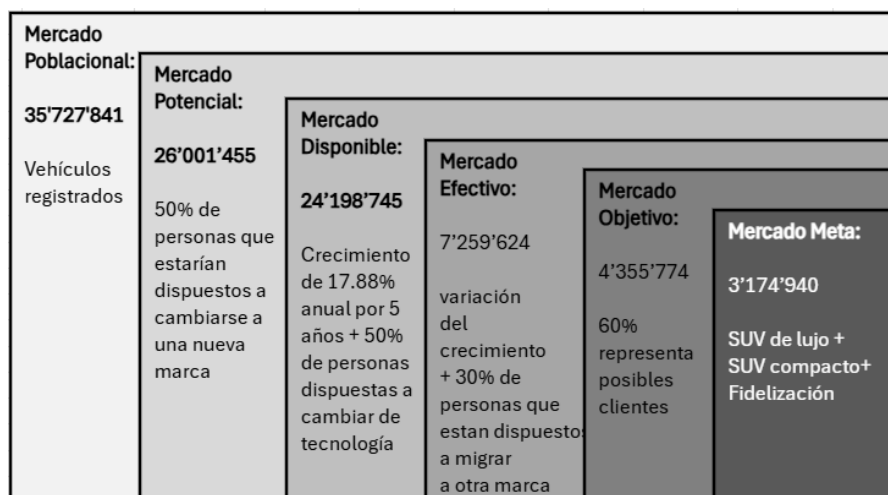 Mercado
Poblacional:
35'727'841
Vehículos
registrados
Mercado
Potencial:
26’001’455
50% de
personas que
estarían
dispuestos a
cambiarse a
una nueva
marca
Mercado
Disponible:
24’198’745
Crecimiento
de 17.88%
anual por 5
años + 50%
de personas
dispuestas a
cambiar de
tecnología
Mercado
Efectivo:
7’259’624
variación
del
crecimiento
+ 30% de
personas que
estan dispuesto
a migrar
a otra marca
Mercado
Objetivo:
4’355’774
60%
representa
posibles
clientes
Mercado Meta:
3’174’940
SUV de lujo +
SUV compacto+
Fidelización